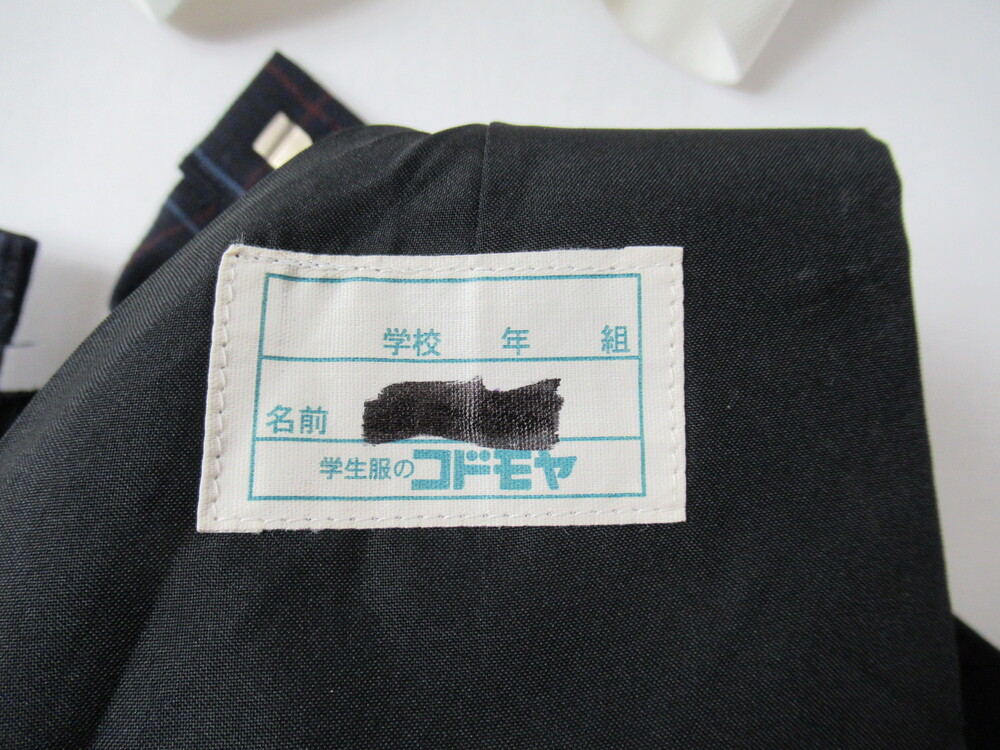 学校 年 組
名前
学生服のコドモヤ